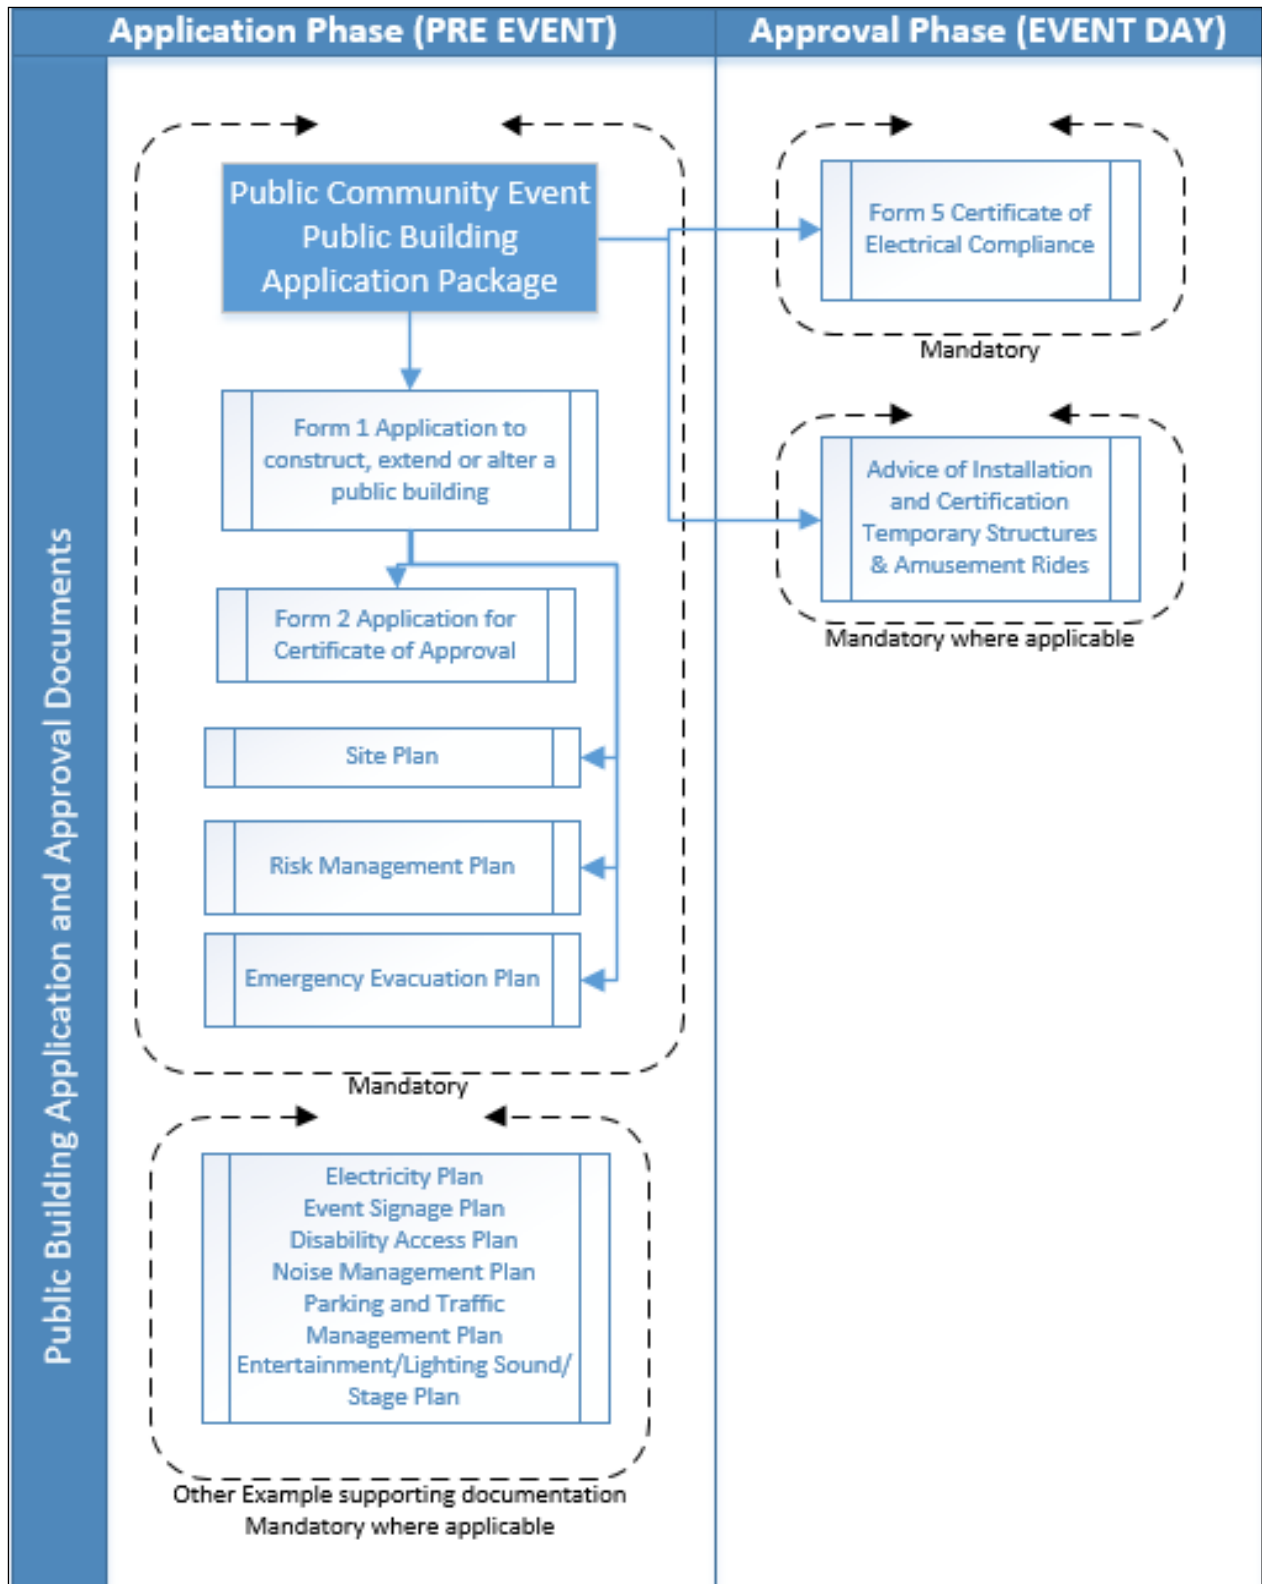 Application Phase (PRE EVENT)
Approval Phase (EVENT DAY)
Public Building Application and Approval Documents
Public Community Event
Public Building
Application Package
Form 1 Application to
construct, extend or alter a
public building
Form 2 Application for
Certificate of Approval
Site Plan
Risk Management Plan
Emergency Evacuation Plan
Mandatory
Electricity Plan
Event Signage Plan
Disability Access Plan
Noise Management Plan
Parking and Traffic
Management Plan
Entertainment/Lighting Sound/
Stage Plan
Other Example supporting documentation
Mandatory where applicable
Form 5 Certificate of
Electrical Compliance
Mandatory
Advice of Installation
and Certification
Temporary Structures
& Amusement Rides
Mandatory where applicable